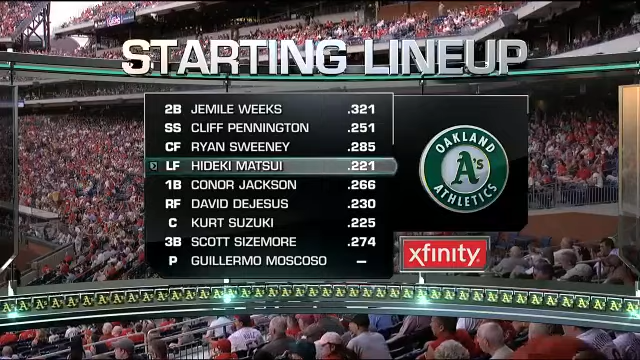 STARTING LINEUP
2B JEMILE WEEKS .321
SS CLIFF PENNINGTON .251
CF RYAN SWEENEY .285
LF HIDEKI MATSUI .221
1B CONOR JACKSON .266
RF DAVID DEJESUS .230
C KURT SUZUKI .225
3B SCOTT SIZEMORE .274
P GUILLERMO MOSCOSO –
OAKLAND
A's
ATHLETICS
xfinity